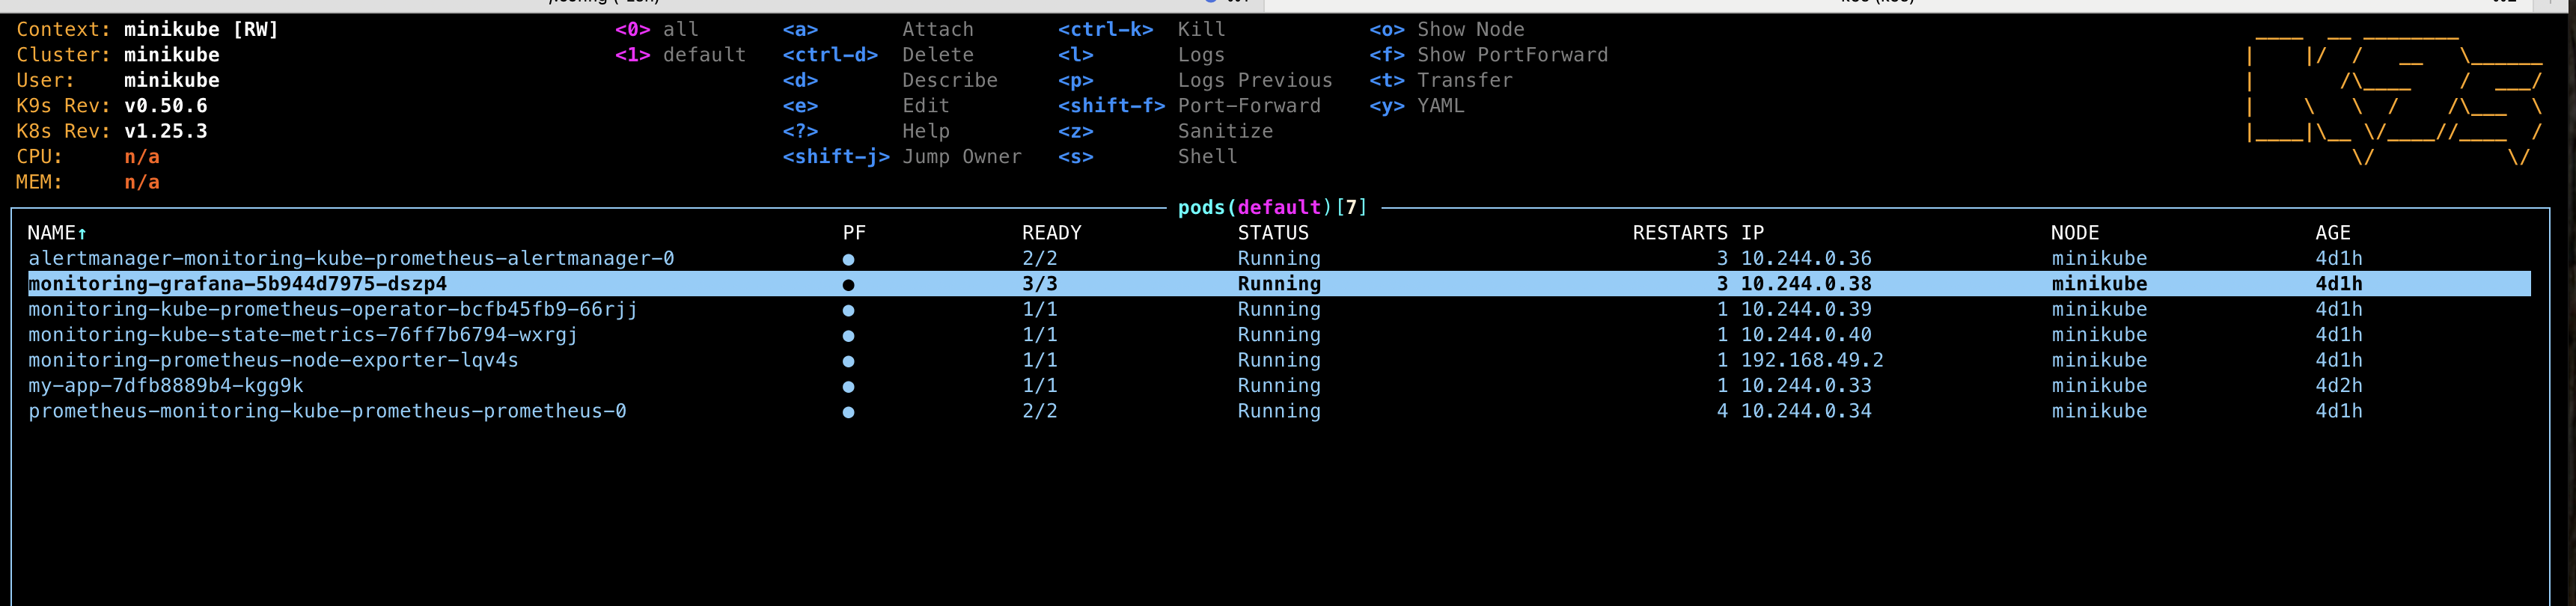 Context: minikube [RW] <0> all <a> Attach <ctrl-k> Kill <o> Show Node
Cluster: minikube <1> default <ctrl-d> Delete <l> Logs <f> Show PortForward
User: minikube <d> Describe <p> Logs Previous <t> Transfer
K9s Rev: v0.50.6 <e> Edit <shift-f> Port-Forward <y> YAML
K8s Rev: v1.25.3 <?> Help <z> Sanitize
CPU: n/a <shift-j> Jump Owner <s> Shell
MEM: n/a
pods(default)[7]
NAME↑ PF READY STATUS RESTARTS IP NODE AGE
alertmanager-monitoring-kube-prometheus-alertmanager-0 ● 2/2 Running 3 10.244.0.36 minikube 4d1h
monitoring-grafana-5b944d7975-dszp4 ● 3/3 Running 3 10.244.0.38 minikube 4d1h
monitoring-kube-prometheus-operator-bcfb45fb9-66rjj ● 1/1 Running 1 10.244.0.39 minikube 4d1h
monitoring-kube-state-metrics-76ff7b6794-wxrgj ● 1/1 Running 1 10.244.0.40 minikube 4d1h
monitoring-prometheus-node-exporter-lqv4s ● 1/1 Running 1 192.168.49.2 minikube 4d1h
my-app-7dfb8889b4-kgg9k ● 1/1 Running 1 10.244.0.33 minikube 4d2h
prometheus-monitoring-kube-prometheus-prometheus-0 ● 2/2 Running 4 10.244.0.34 minikube 4d1h